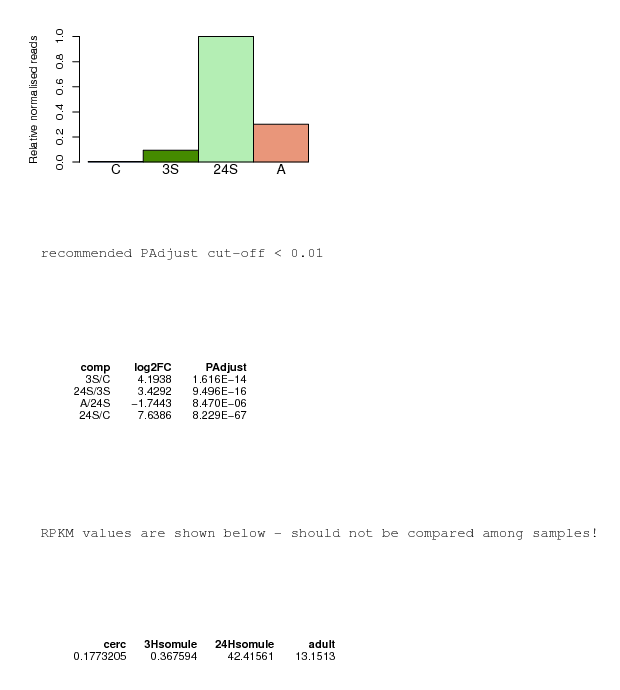 Relative normalised reads
1.0
0.8
0.6
0.4
0.2
0.0
C 3S 24S A
recommended PAdjust cut-off < 0.01
comp log2FC PAdjust
3S/C 4.1938 1.616E−14
24S/3S 3.4292 9.496E−16
A/24S −1.7443 8.470E−06
24S/C 7.6386 8.229E−67
RPKM values are shown below - should not be compared among samples!
cerc 3Hsomule 24Hsomule adult
0.1773205 0.367594 42.41561 13.1513